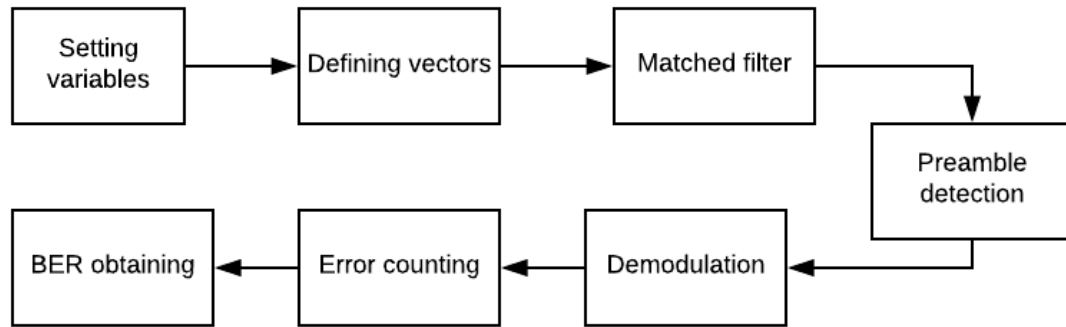 Setting
variables
Defining vectors
Matched filter
Preamble
detection
Demodulation
Error counting
BER obtaining